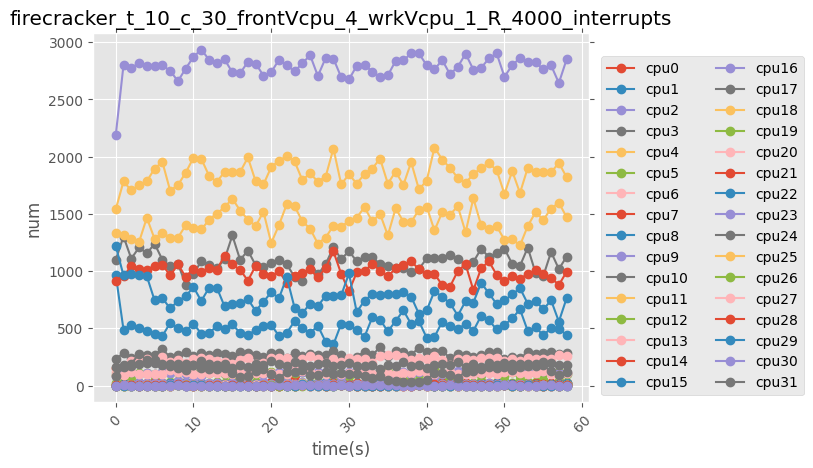 firecracker_t_10_c_30_frontVcpu_4_wrkVcpu_1_R_4000_interrupts
3000
2500
2000
1500
1000
500
0
num
0
10
20
30
40
50
60
time(s)
cpu0
cpu1
cpu2
cpu3
cpu4
cpu5
cpu6
cpu7
cpu8
cpu9
cpu10
cpu11
cpu12
cpu13
cpu14
cpu15
cpu16
cpu17
cpu18
cpu19
cpu20
cpu21
cpu22
cpu23
cpu24
cpu25
cpu26
cpu27
cpu28
cpu29
cpu30
cpu31